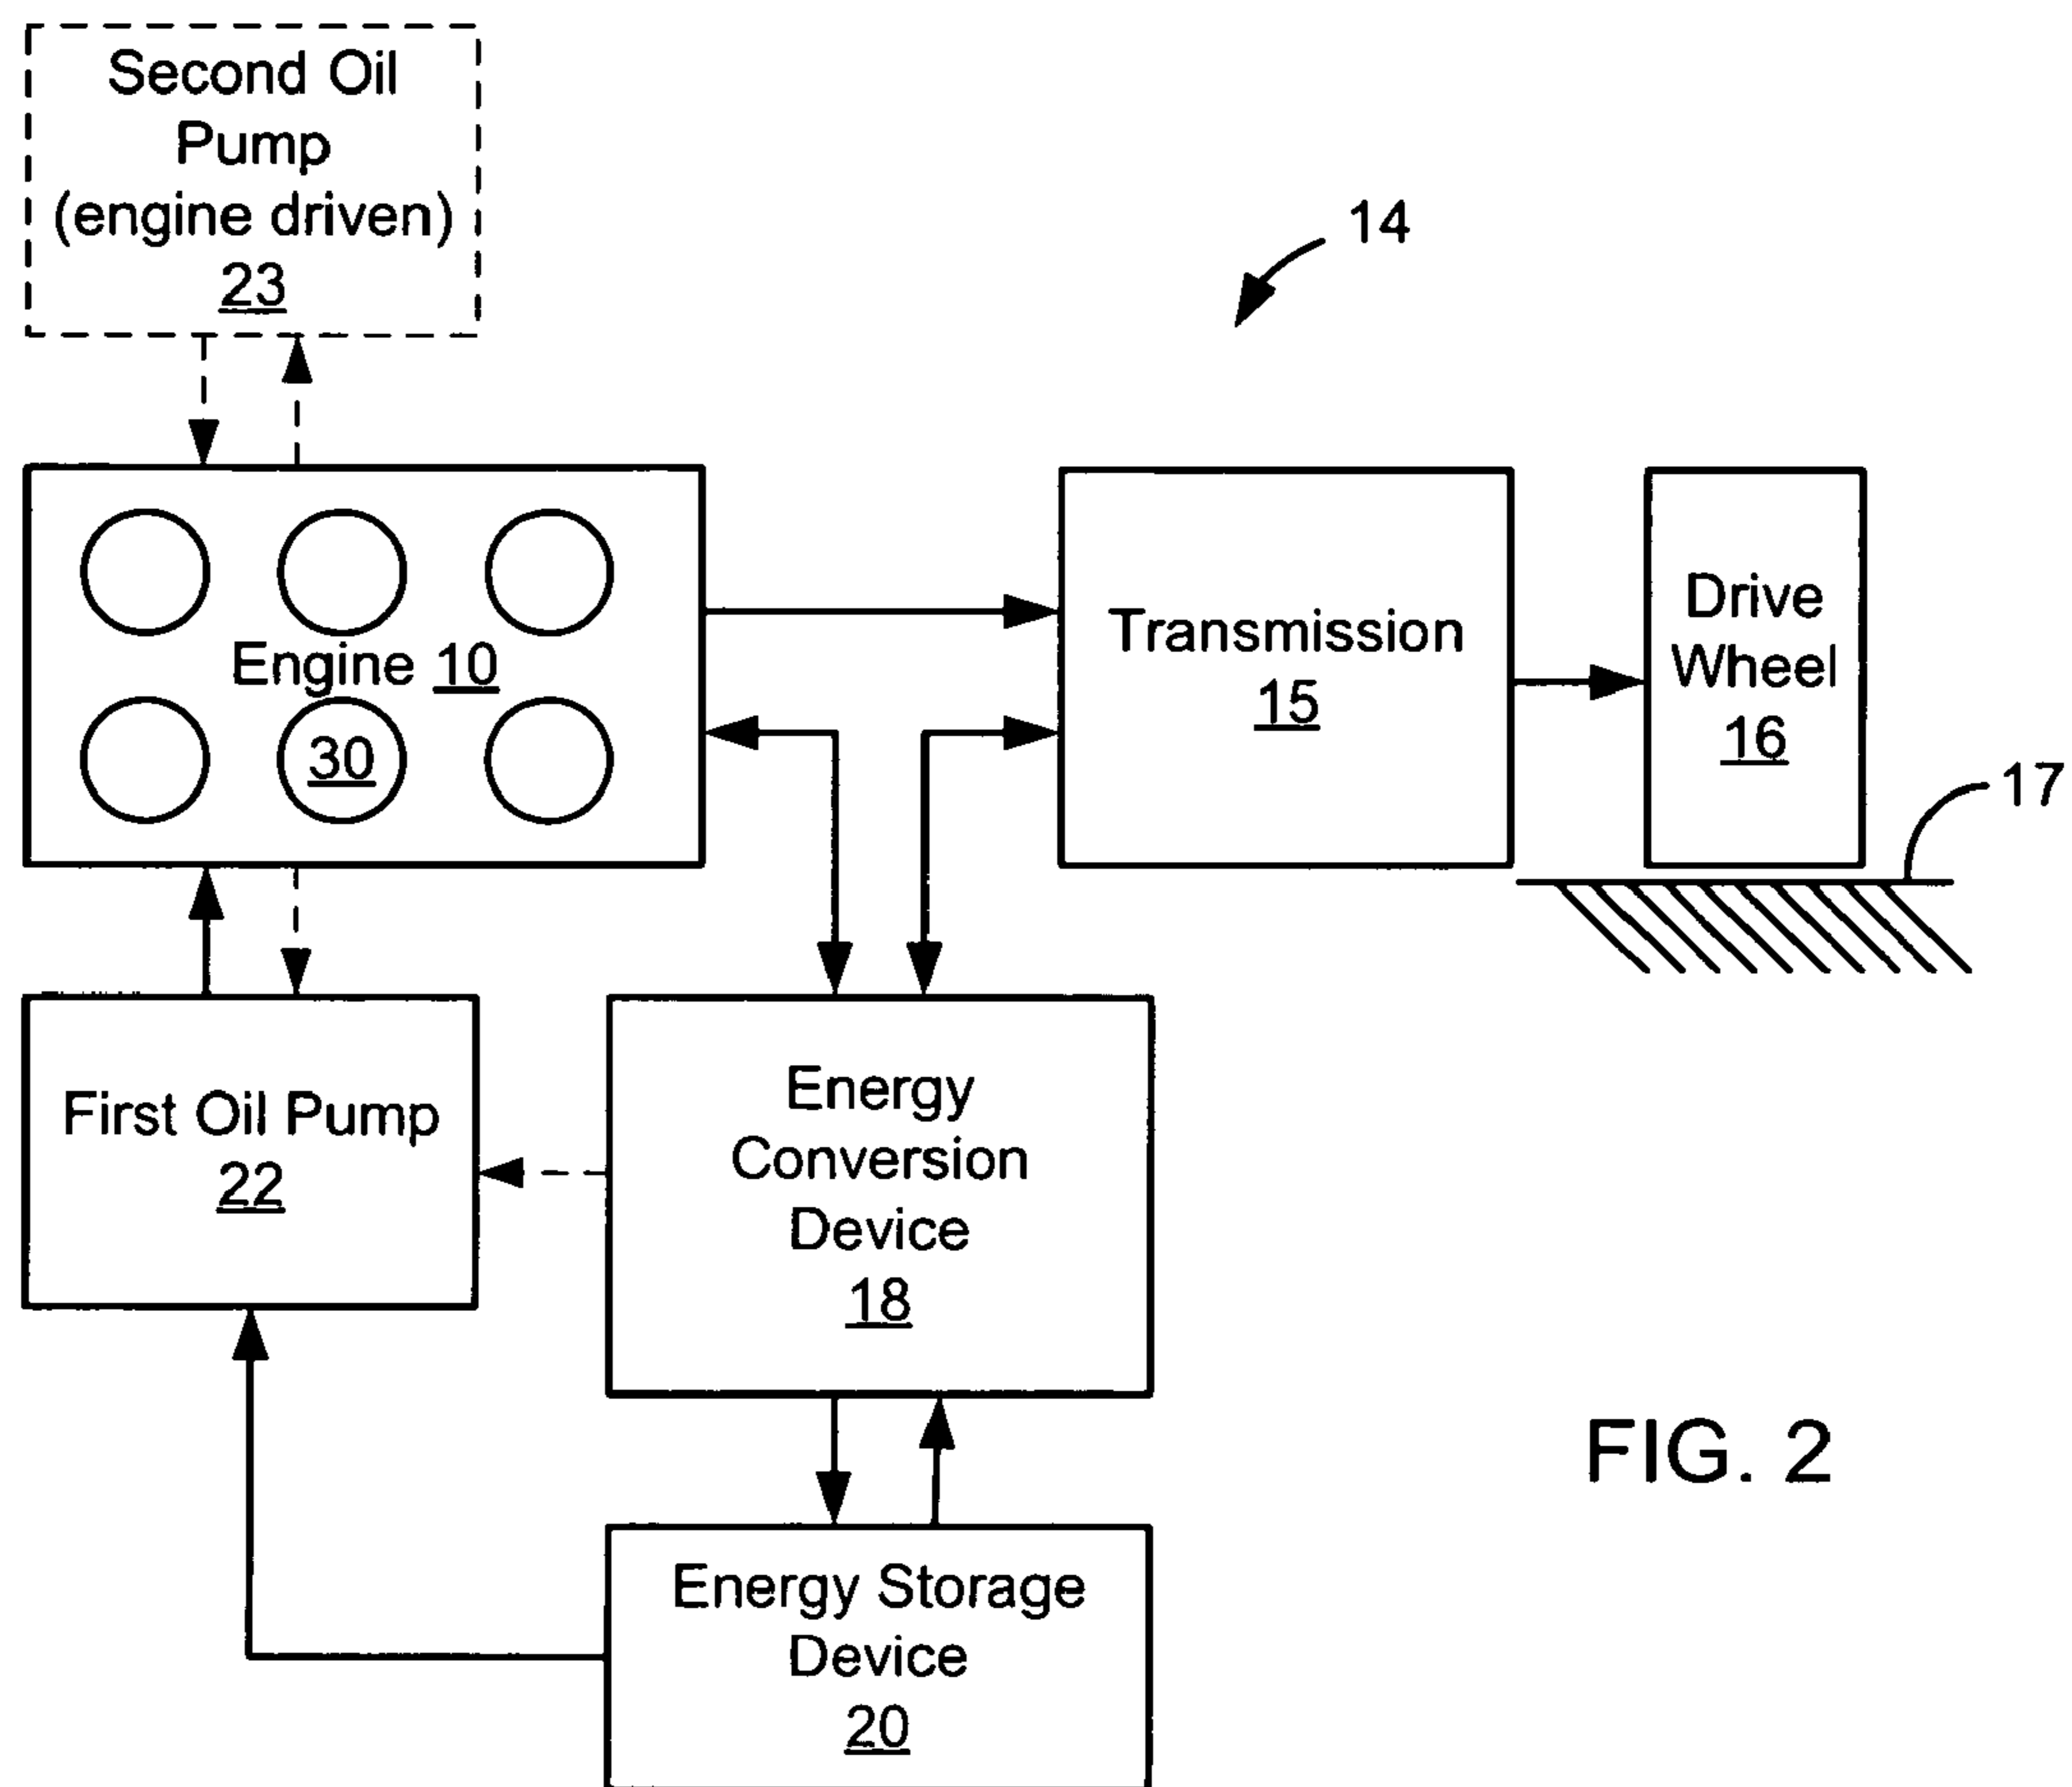 Second Oil
Pump
(engine driven)
23
14
Engine 10
30
Transmission
15
Drive
Wheel
16
17
First Oil Pump
22
Energy
Conversion
Device
18
Energy Storage
Device
20
FIG. 2